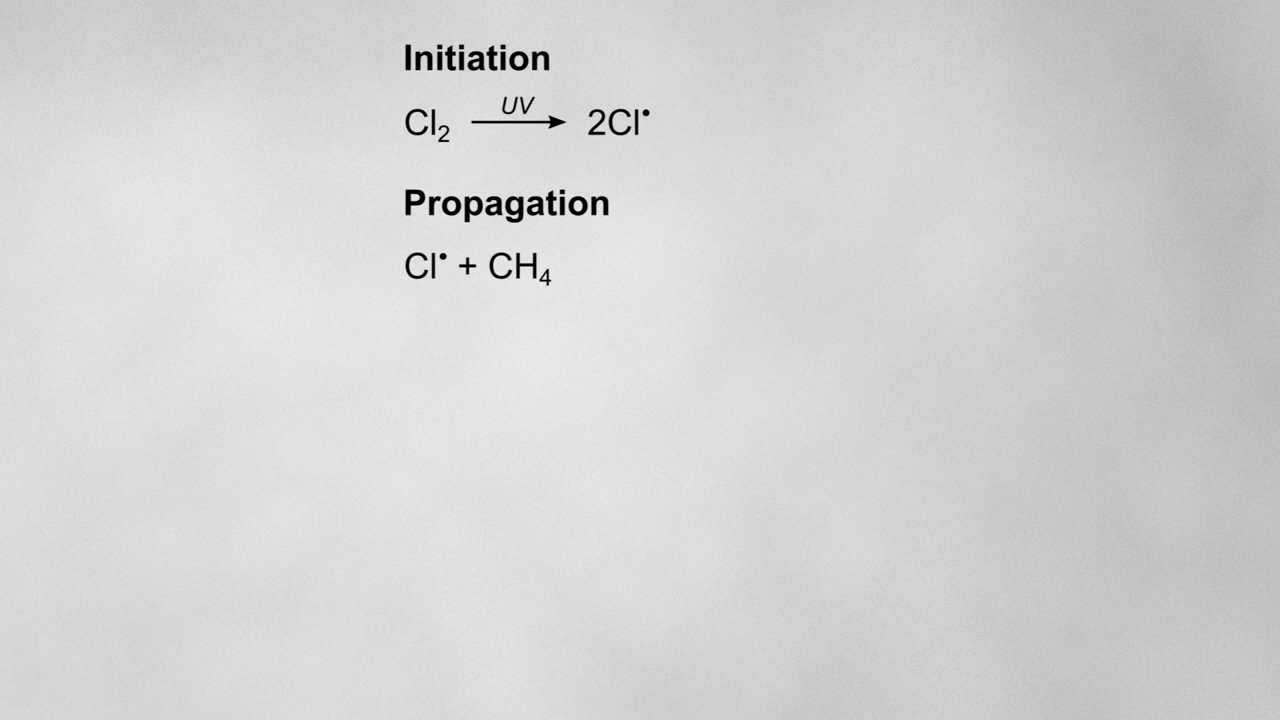 Initiation
Cl₂ UV⟶ 2Cl•
Propagation
Cl• + CH₄